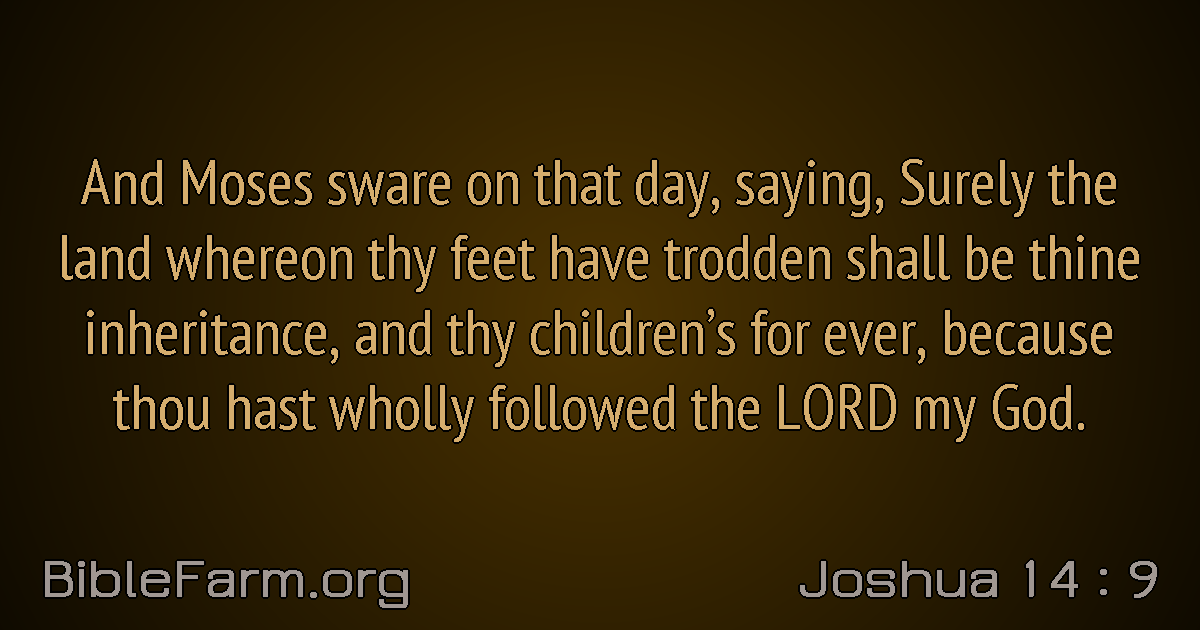 And Moses sware on that day, saying, Surely the
land whereon thy feet have trodden shall be thine
inheritance, and thy children’s for ever, because
thou hast wholly followed the LORD my God.
BibleFarm.org
Joshua 14 : 9